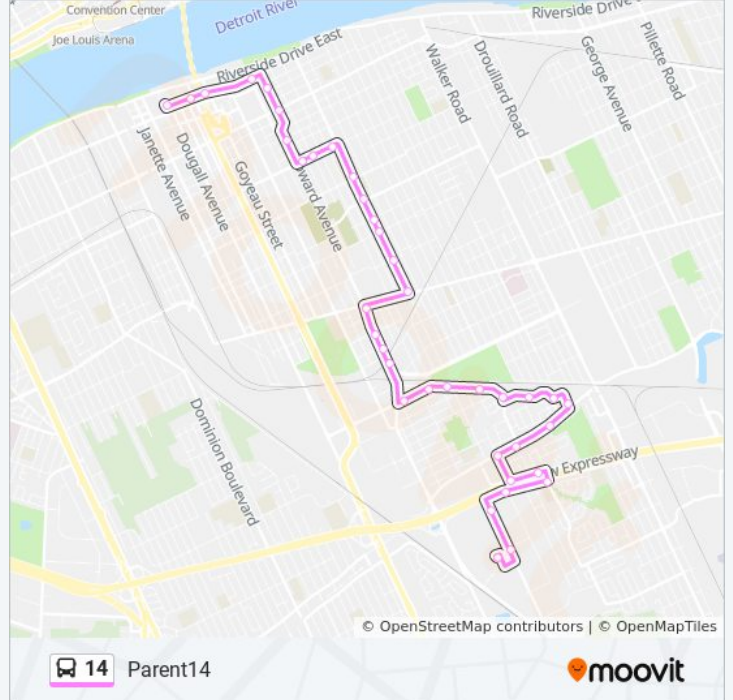 Convention Center
Joe Louis Arena
Detroit River
Riverside Drive E
Riverside Drive East
Walker Road
Drouillard Road
George Avenue
Pillette Road
Janette Avenue
Dougall Avenue
Goyeau Street
ward Avenue
Dominion Boulevard
w Expressway
© OpenStreetMap contributors | © OpenMapTiles
14 Parent14
moovit